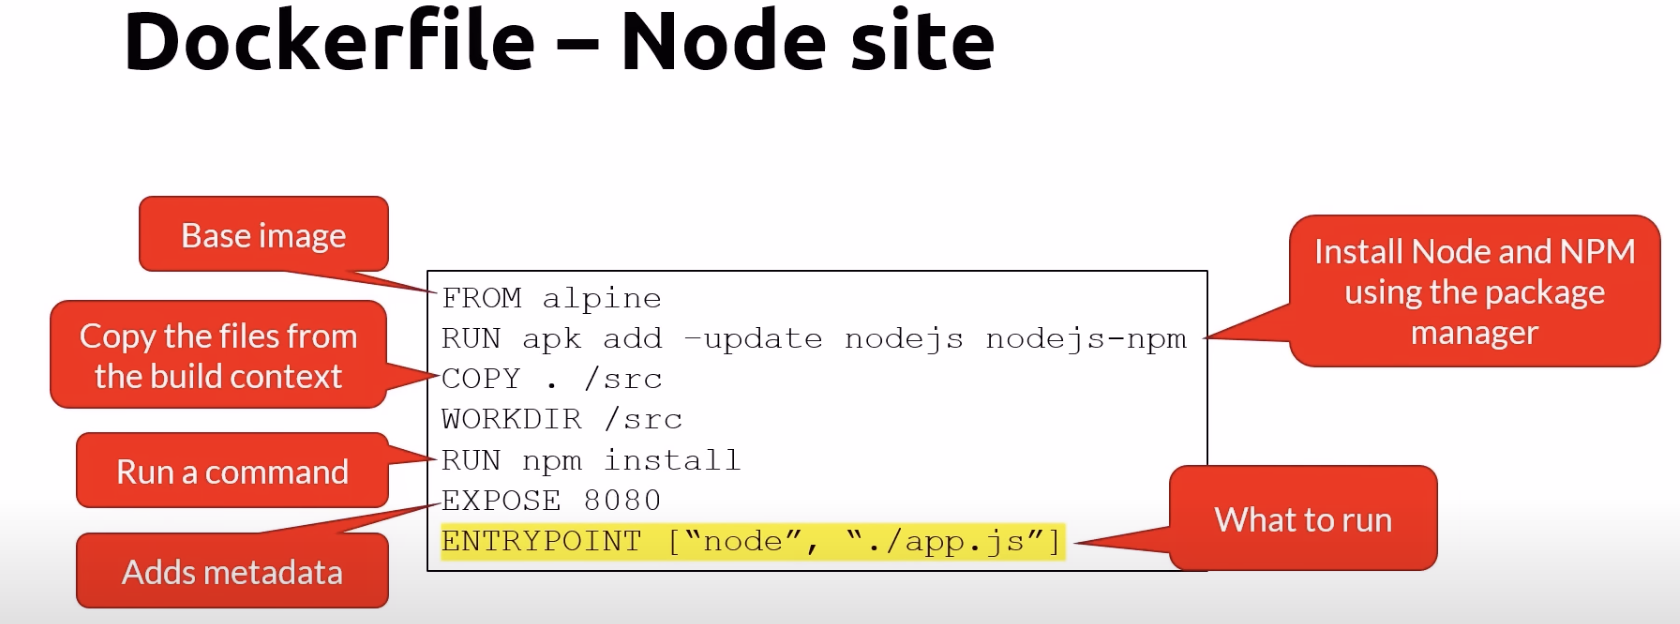 Dockerfile – Node site
Base image
Install Node and NPM
using the package
manager
FROM alpine
RUN apk add –update nodejs nodejs-npm
Copy the files from
the build context
COPY . /src
WORKDIR /src
Run a command
RUN npm install
EXPOSE 8080
What to run
ENTRYPOINT [“node”, “./app.js”]
Adds metadata